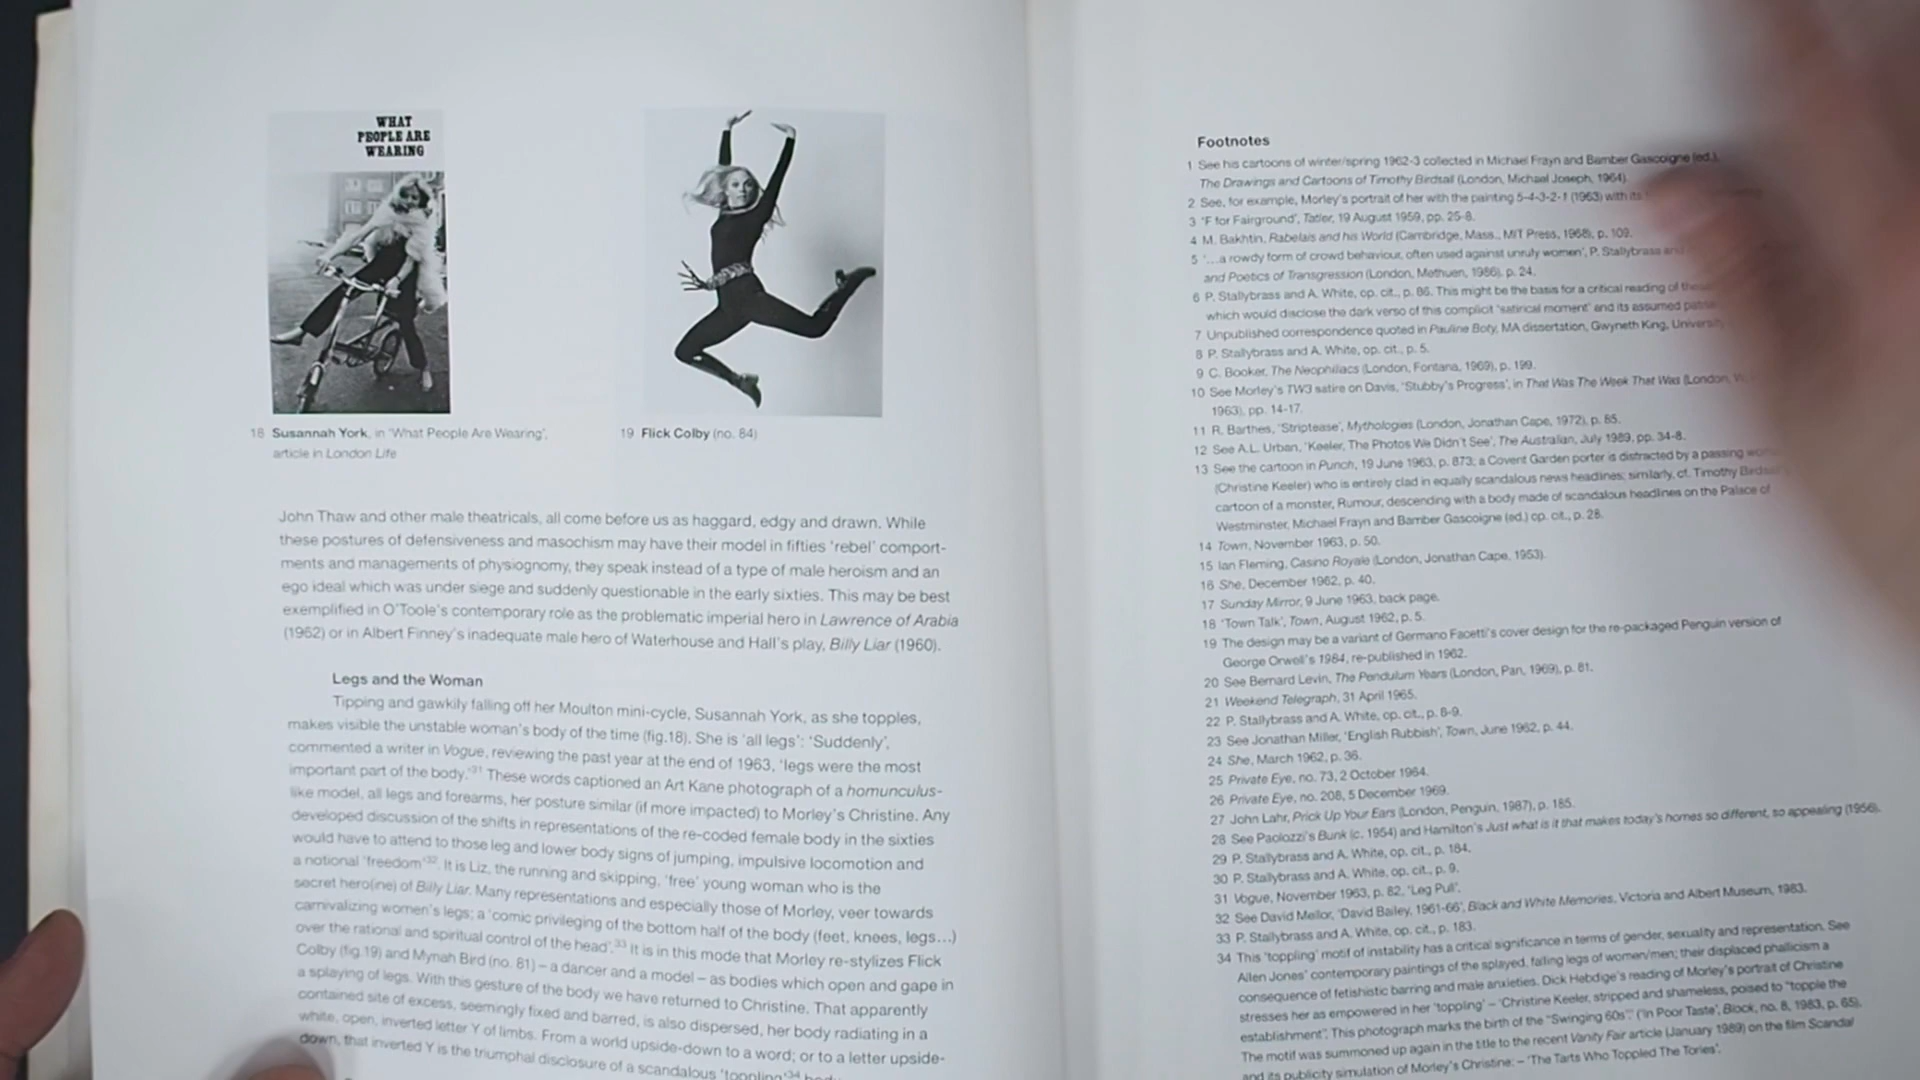 WHAT
PEOPLE ARE
WEARING
18 Susannah York, in 'What People Are Wearing',
article in London Life
19 Flick Colby (no. 84)
John Thaw and other male theatricals, all come before us as haggard, edgy and drawn. While
these postures of defensiveness and masochism may have their model in fifties 'rebel' comport-
ments and managements of physiognomy, they speak instead of a type of male heroism and an
ego ideal which was under siege and suddenly questionable in the early sixties. This may be best
exemplified in O'Toole's contemporary role as the problematic imperial hero in Lawrence of Arabia
(1962) or in Albert Finney's inadequate male hero of Waterhouse and Hall's play, Billy Liar (1960).
Legs and the Woman
Tipping and gawkily falling off her Moulton mini-cycle, Susannah York, as she topples,
makes visible the unstable woman's body of the time (fig.18). She is 'all legs': 'Suddenly',
commented a writer in Vogue, reviewing the past year at the end of 1963, 'legs were the most
important part of the body.'31 These words captioned an Art Kane photograph of a homunculus-
like model, all legs and forearms, her posture similar (if more impacted) to Morley's Christine. Any
developed discussion of the shifts in representations of the re-coded female body in the sixties
would have to attend to those leg and lower body signs of jumping, impulsive locomotion and
a notional 'freedom'32. It is Liz, the running and skipping, 'free' young woman who is the
secret hero(ine) of Billy Liar. Many representations and especially those of Morley, veer towards
carnivalizing women's legs; a 'comic privileging of the bottom half of the body (feet, knees, legs...)
over the rational and spiritual control of the head'.33 It is in this mode that Morley re-stylizes Flick
Colby (fig.19) and Mynah Bird (no. 81) – a dancer and a model – as bodies which open and gape in
a splaying of legs. With this gesture of the body we have returned to Christine. That apparently
contained site of excess, seemingly fixed and barred, is also dispersed, her body radiating in a
white, open, inverted letter Y of limbs. From a world upside-down to a word; or to a letter upside-
down, that inverted Y is the triumphal disclosure of a scandalous 'toppling'34
Footnotes
1 See his cartoons of winter/spring 1962-3 collected in Michael Frayn and Bamber Gascoigne (ed.),
The Drawings and Cartoons of Timothy Birdsall (London, Michael Joseph, 1964).
2 See, for example, Morley's portrait of her with the painting 5-4-3-2-1 (1963) with its
3 'F for Fairground', Tatler, 19 August 1959, pp. 25-8.
4 M. Bakhtin, Rabelais and his World (Cambridge, Mass., MIT Press, 1968), p. 109.
5 '...a rowdy form of crowd behaviour, often used against unruly women', P. Stallybrass and
and Poetics of Transgression (London, Methuen, 1986), p. 24.
6 P. Stallybrass and A. White, op. cit., p. 86. This might be the basis for a critical reading of
which would disclose the dark verso of this complicit 'satirical moment' and its assumed
7 Unpublished correspondence quoted in Pauline Boty, MA dissertation, Gwyneth King,
8 P. Stallybrass and A. White, op. cit., p. 5.
9 C. Booker, The Neophiliacs (London, Fontana, 1969), p. 199.
10 See Morley's TW3 satire on Davis, 'Stubby's Progress', in That Was The Week That Was (London,
1963), pp. 14-17.
11 R. Barthes, 'Striptease', Mythologies (London, Jonathan Cape, 1972), p. 85.
12 See A.L. Urban, 'Keeler, The Photos We Didn't See', The Australian, July 1989, pp. 34-8.
13 See the cartoon in Punch, 19 June 1963, p. 873; a Covent Garden porter is distracted by a passing
(Christine Keeler) who is entirely clad in equally scandalous news headlines; similarly, cf. Timothy
cartoon of a monster, Rumour, descending with a body made of scandalous headlines on the Palace of
Westminster, Michael Frayn and Bamber Gascoigne (ed.) op. cit., p. 28.
14 Town, November 1963, p. 50.
15 Ian Fleming, Casino Royale (London, Jonathan Cape, 1953).
16 She, December 1962, p. 40.
17 Sunday Mirror, 9 June 1963, back page.
18 'Town Talk', Town, August 1962, p. 5.
19 The design may be a variant of Germano Facetti's cover design for the re-packaged Penguin version of
George Orwell's 1984, re-published in 1962.
20 See Bernard Levin, The Pendulum Years (London, Pan, 1969), p. 81.
21 Weekend Telegraph, 31 April 1965.
22 P. Stallybrass and A. White, op. cit., p. 8-9.
23 See Jonathan Miller, 'English Rubbish', Town, June 1962, p. 44.
24 She, March 1962, p. 36.
25 Private Eye, no. 73, 2 October 1964.
26 Private Eye, no. 208, 5 December 1969.
27 John Lahr, Prick Up Your Ears (London, Penguin, 1987), p. 185.
28 See Paolozzi's Bunk (c. 1954) and Hamilton's Just what is it that makes today's homes so different, so appealing (1956).
29 P. Stallybrass and A. White, op. cit., p. 184.
30 P. Stallybrass and A. White, op. cit., p. 9.
31 Vogue, November 1963, p. 82, 'Leg Pull'.
32 See David Mellor, 'David Bailey, 1961-66', Black and White Memories, Victoria and Albert Museum, 1983.
33 P. Stallybrass and A. White, op. cit., p. 183.
34 This 'toppling' motif of instability has a critical significance in terms of gender, sexuality and representation. See
Allen Jones' contemporary paintings of the splayed, falling legs of women/men; their displaced phallicism a
consequence of fetishistic barring and male anxieties. Dick Hebdige's reading of Morley's portrait of Christine
stresses her as empowered in her 'toppling' – 'Christine Keeler, stripped and shameless, poised to "topple the
establishment". This photograph marks the birth of the "Swinging 60s".' ('In Poor Taste', Block, no. 8, 1983, p. 65).
The motif was summoned up again in the title to the recent Vanity Fair article (January 1989) on the film Scandal
and its publicity simulation of Morley's Christine: – 'The Tarts Who Toppled The Tories'.